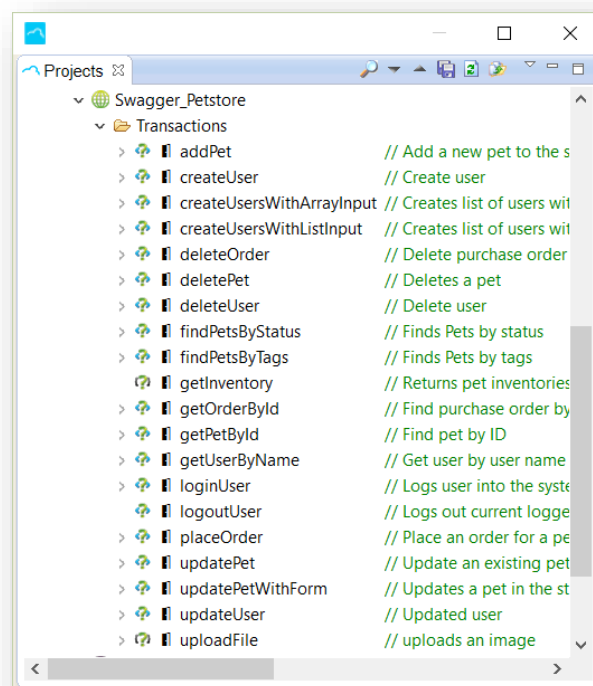 Projects
Swagger_Petstore
Transactions
addPet // Add a new pet to the s
createUser // Create user
createUsersWithArrayInput // Creates list of users wit
createUsersWithListInput // Creates list of users wit
deleteOrder // Delete purchase order
deletePet // Deletes a pet
deleteUser // Delete user
findPetsByStatus // Finds Pets by status
findPetsByTags // Finds Pets by tags
getInventory // Returns pet inventories
getOrderById // Find purchase order by
getPetById // Find pet by ID
getUserByName // Get user by user name
loginUser // Logs user into the syste
logoutUser // Logs out current logge
placeOrder // Place an order for a pe
updatePet // Update an existing pet
updatePetWithForm // Updates a pet in the st
updateUser // Updated user
uploadFile // uploads an image